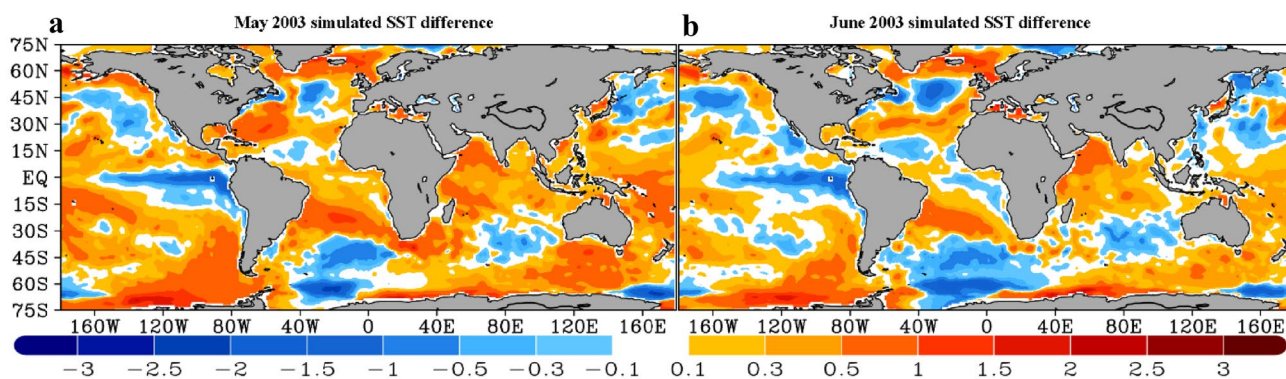 a May 2003 simulated SST difference
b June 2003 simulated SST difference
75N
60N
45N
30N
15N
EQ
15S
30S
45S
60S
75S
160W 120W 80W 40W 0 40E 80E 120E 160E
160W 120W 80W 40W 0 40E 80E 120E 160E
−3 −2.5 −2 −1.5 −1 −0.5 −0.3 −0.1
0.1 0.3 0.5 1 1.5 2 2.5 3